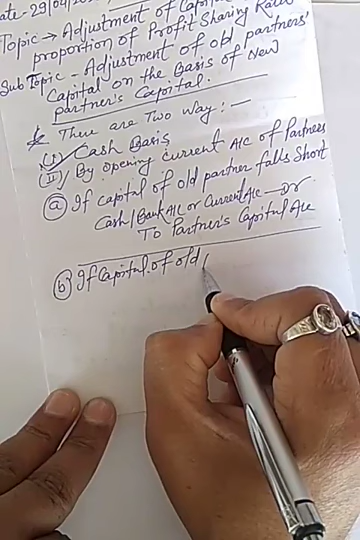 ate-29/04/
Topic → Adjustment of Capital
proportion of Profit Sharing Ratio
Sub Topic - Adjustment of old partners'
Capital on the Basis of New
partner's Capital.
There are Two Way:-
(I) Cash Basis
(II) By opening current A/c of Partners
(a) If capital of old partner falls Short
Cash/Bank A/c or Current A/c — Dr
To Partner's Capital A/c
(b) If Capital of old